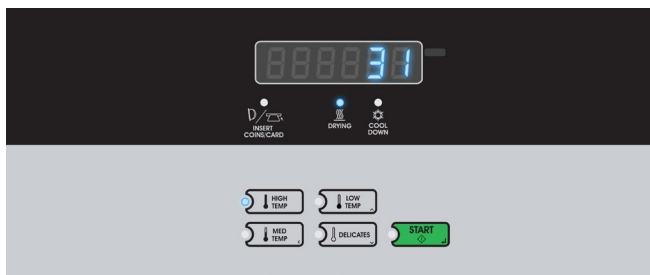 31
INSERT
COINS/CARD
DRYING
COOL
DOWN
HIGH
TEMP
LOW
TEMP
MED
TEMP
DELICATES
START